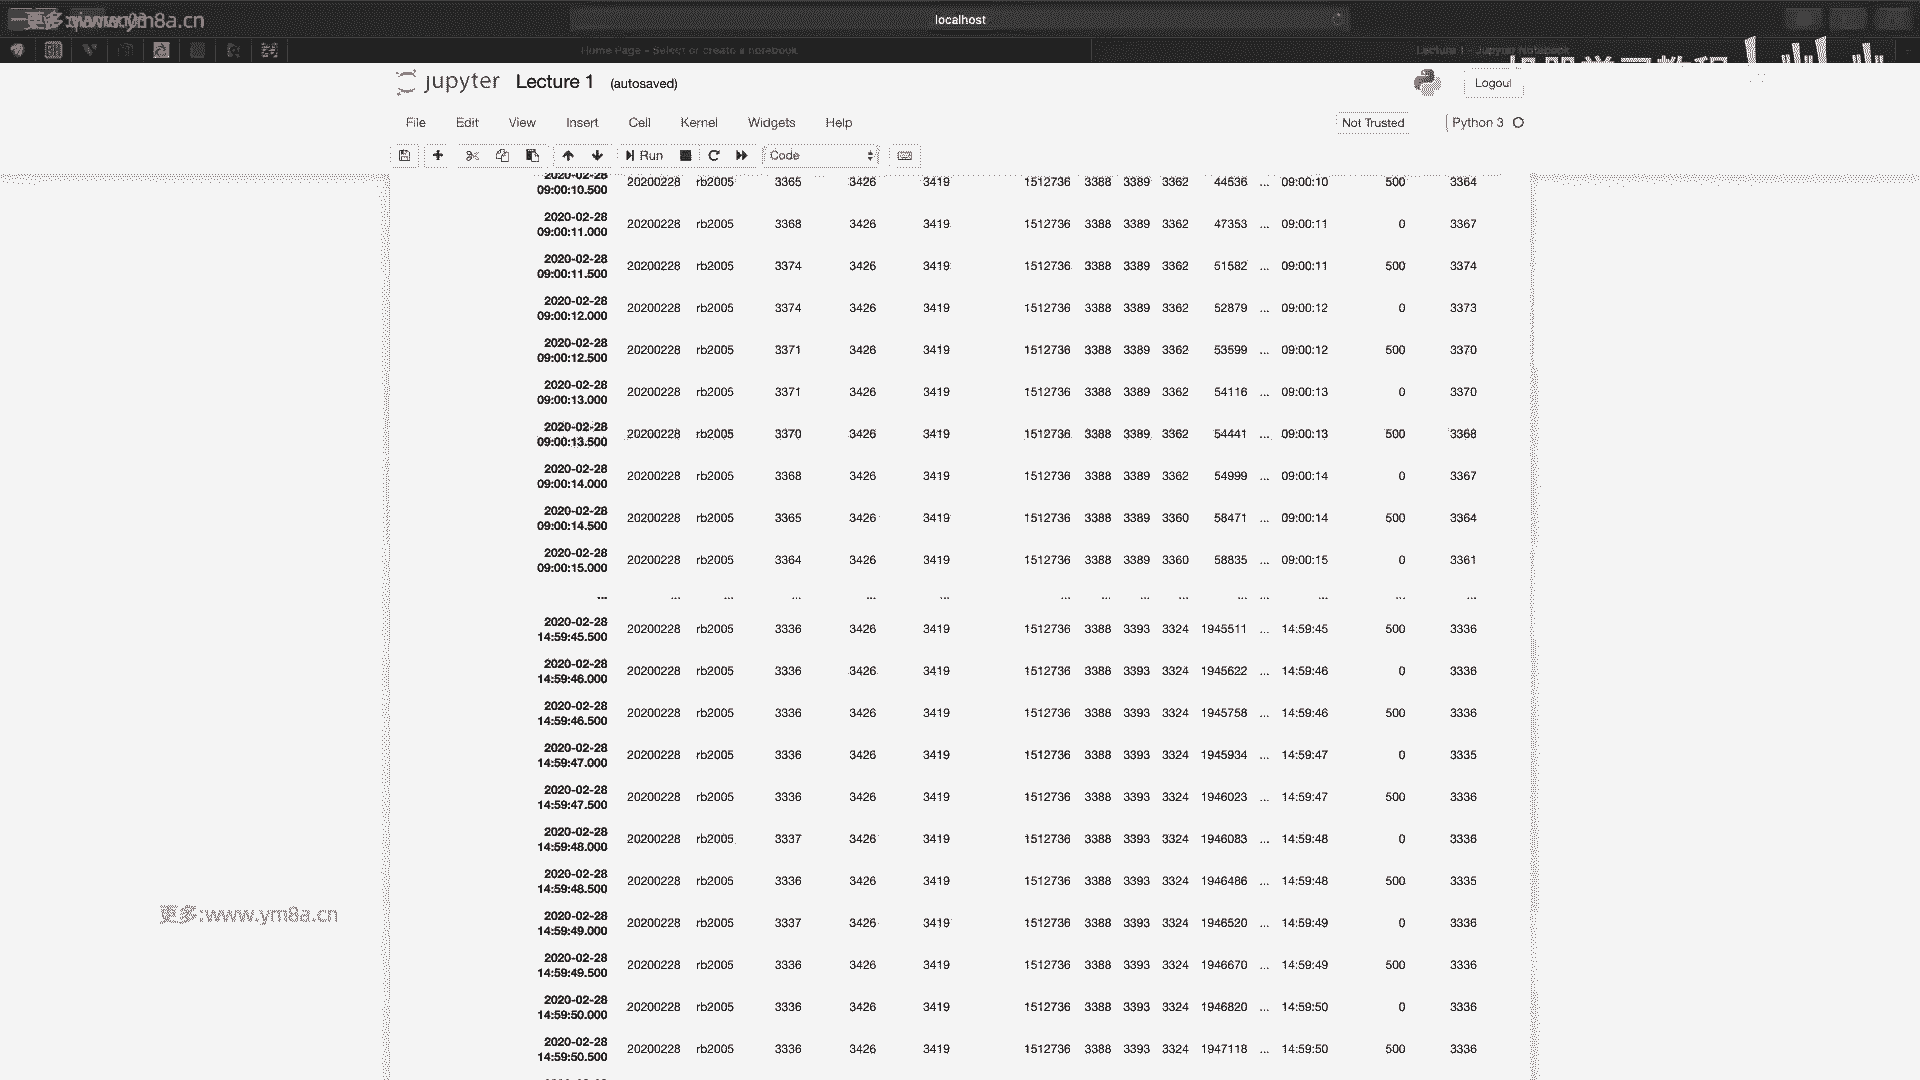 更多:www.ym8a.cn
localhost
Home Page - Select or create a notebook
Lecture 1 - Jupyter Notebook
jupyter Lecture 1 (autosaved)
Logout
File Edit View Insert Cell Kernel Widgets Help
Not Trusted
Python 3
Run
Code
2020-02-28
09:00:10.500 20200228 rb2005 3365 3426 3419 1512736 3388 3389 3362 44536 ... 09:00:10 500 3364
2020-02-28
09:00:11.000 20200228 rb2005 3368 3426 3419 1512736 3388 3389 3362 47353 ... 09:00:11 0 3367
2020-02-28
09:00:11.500 20200228 rb2005 3374 3426 3419 1512736 3388 3389 3362 51582 ... 09:00:11 500 3374
2020-02-28
09:00:12.000 20200228 rb2005 3374 3426 3419 1512736 3388 3389 3362 52879 ... 09:00:12 0 3373
2020-02-28
09:00:12.500 20200228 rb2005 3371 3426 3419 1512736 3388 3389 3362 53599 ... 09:00:12 500 3370
2020-02-28
09:00:13.000 20200228 rb2005 3371 3426 3419 1512736 3388 3389 3362 54116 ... 09:00:13 0 3370
2020-02-28
09:00:13.500 20200228 rb2005 3370 3426 3419 1512736 3388 3389 3362 54441 ... 09:00:13 500 3368
2020-02-28
09:00:14.000 20200228 rb2005 3368 3426 3419 1512736 3388 3389 3362 54999 ... 09:00:14 0 3367
2020-02-28
09:00:14.500 20200228 rb2005 3365 3426 3419 1512736 3388 3389 3360 58471 ... 09:00:14 500 3364
2020-02-28
09:00:15.000 20200228 rb2005 3364 3426 3419 1512736 3388 3389 3360 58835 ... 09:00:15 0 3361
... ... ... ... ... ... ... ... ... ... ... ... ... ... ...
2020-02-28
14:59:45.500 20200228 rb2005 3336 3426 3419 1512736 3388 3393 3324 1945511 ... 14:59:45 500 3336
2020-02-28
14:59:46.000 20200228 rb2005 3336 3426 3419 1512736 3388 3393 3324 1945622 ... 14:59:46 0 3336
2020-02-28
14:59:46.500 20200228 rb2005 3336 3426 3419 1512736 3388 3393 3324 1945758 ... 14:59:46 500 3336
2020-02-28
14:59:47.000 20200228 rb2005 3336 3426 3419 1512736 3388 3393 3324 1945934 ... 14:59:47 0 3335
2020-02-28
14:59:47.500 20200228 rb2005 3336 3426 3419 1512736 3388 3393 3324 1946023 ... 14:59:47 500 3336
2020-02-28
14:59:48.000 20200228 rb2005 3337 3426 3419 1512736 3388 3393 3324 1946083 ... 14:59:48 0 3336
2020-02-28
14:59:48.500 20200228 rb2005 3336 3426 3419 1512736 3388 3393 3324 1946486 ... 14:59:48 500 3335
2020-02-28
14:59:49.000 20200228 rb2005 3337 3426 3419 1512736 3388 3393 3324 1946520 ... 14:59:49 0 3336
2020-02-28
14:59:49.500 20200228 rb2005 3336 3426 3419 1512736 3388 3393 3324 1946670 ... 14:59:49 500 3336
2020-02-28
14:59:50.000 20200228 rb2005 3336 3426 3419 1512736 3388 3393 3324 1946820 ... 14:59:50 0 3336
2020-02-28
14:59:50.500 20200228 rb2005 3336 3426 3419 1512736 3388 3393 3324 1947118 ... 14:59:50 500 3336
更多:www.ym8a.cn